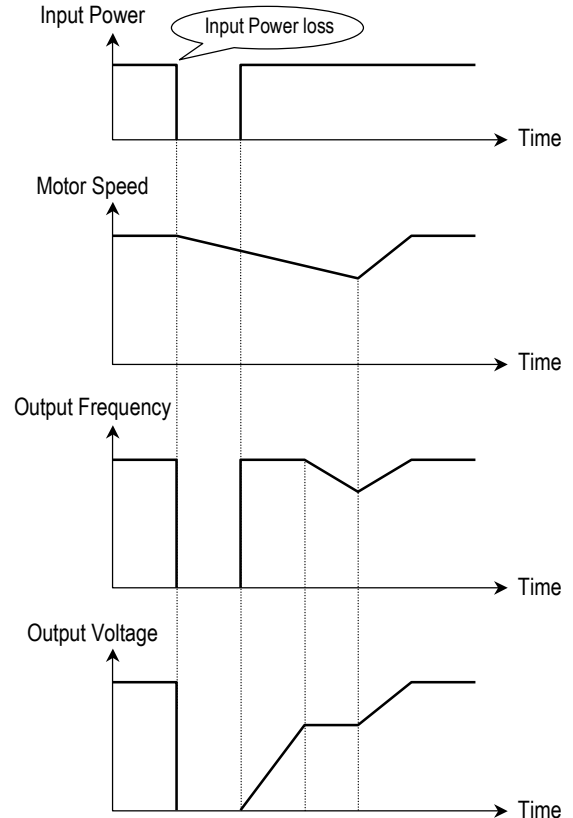 Input Power
Input Power loss
Time
Motor Speed
Time
Output Frequency
Time
Output Voltage
Time